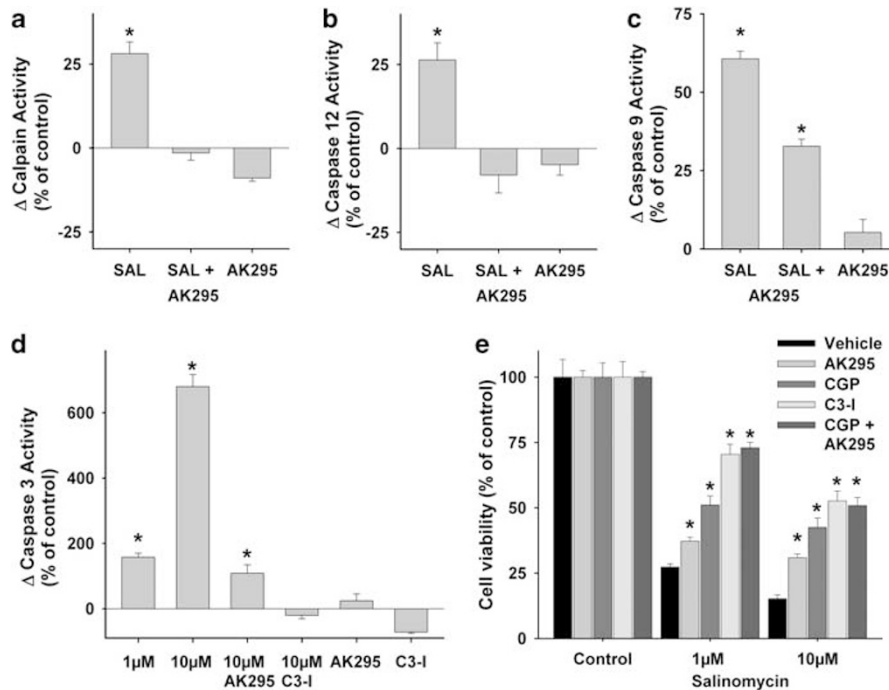 a
Δ Calpain Activity
(% of control)
25
0
-25
*
SAL
SAL +
AK295
AK295
b
Δ Caspase 12 Activity
(% of control)
25
0
-25
*
SAL
SAL +
AK295
AK295
c
Δ Caspase 9 Activity
(% of control)
75
50
25
0
*
*
SAL
SAL +
AK295
AK295
d
Δ Caspase 3 Activity
(% of control)
600
400
200
0
*
*
*
1µM
10µM
10µM
AK295
10µM
C3-I
AK295
C3-I
e
Cell viability (% of control)
100
75
50
25
0
Vehicle
AK295
CGP
C3-I
CGP +
AK295
* * * *
* * * *
Control
1µM
10µM
Salinomycin